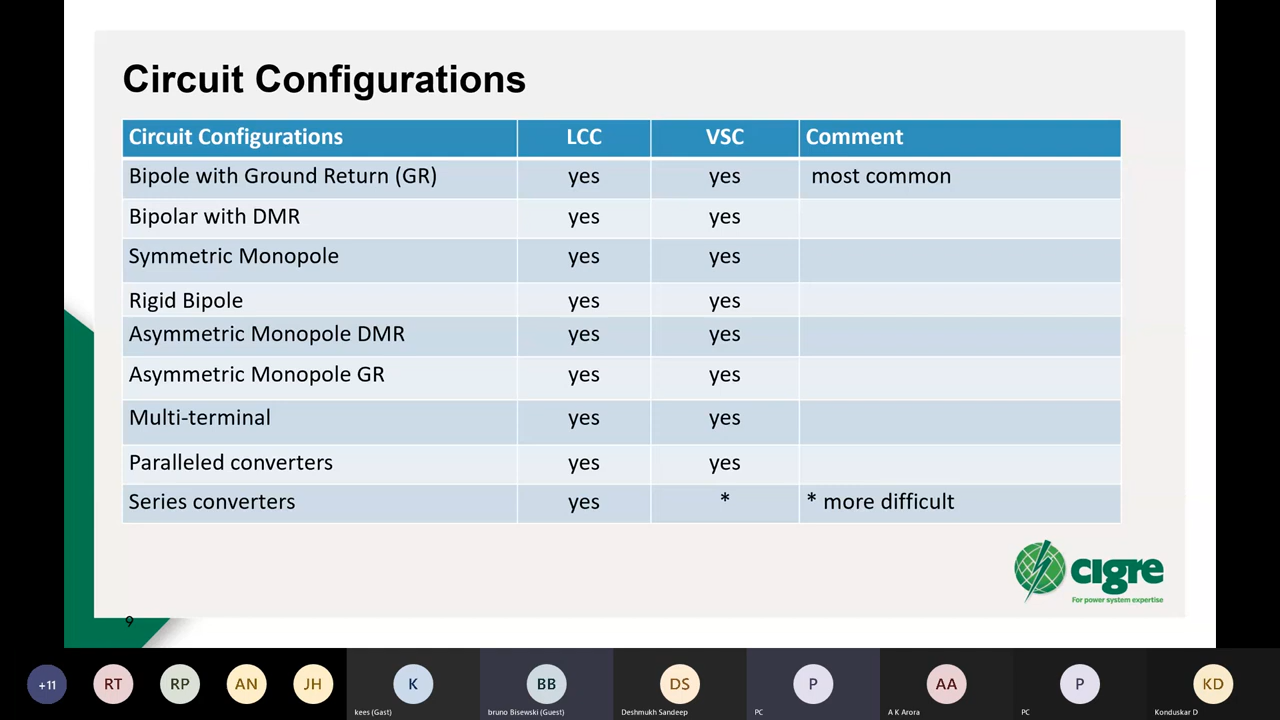 Circuit Configurations
Circuit Configurations LCC VSC Comment
Bipole with Ground Return (GR) yes yes most common
Bipolar with DMR yes yes
Symmetric Monopole yes yes
Rigid Bipole yes yes
Asymmetric Monopole DMR yes yes
Asymmetric Monopole GR yes yes
Multi-terminal yes yes
Paralleled converters yes yes
Series converters yes * * more difficult
cigre
For power system expertise
9
+11 RT RP AN JH K BB DS P AA P KD
kees (Gast) bruno Bisewski (Guest) Deshmukh Sandeep PC A K Arora PC Konduskar D